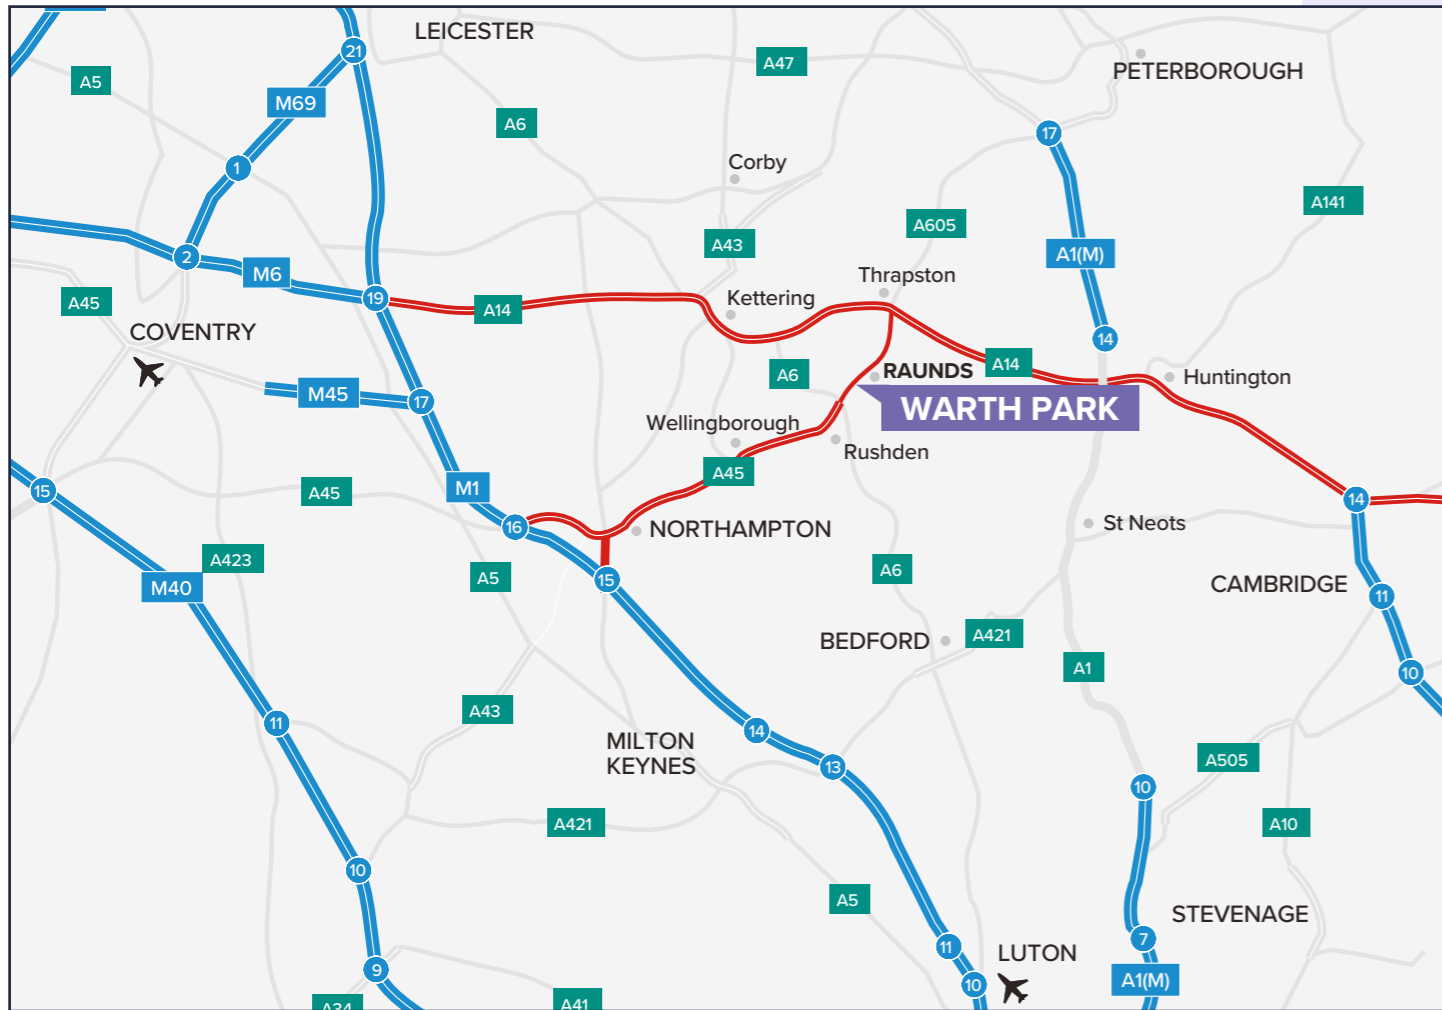 LEICESTER
21
A47
A5
PETERBOROUGH
M69
A6
17
Corby
1
A141
A605
A43
A1(M)
2
M6
Thrapston
A45
19
A14
Kettering
COVENTRY
14
A14
A6
RAUNDS
Huntington
M45
17
WARTH PARK
Wellingborough
Rushden
A45
15
A45
M1
14
16
NORTHAMPTON
St Neots
A423
A5
15
A6
M40
CAMBRIDGE
11
BEDFORD
A421
A1
10
A43
11
14
MILTON
KEYNES
13
A505
10
A421
A10
10
A5
STEVENAGE
7
11
LUTON
9
10
A1(M)
A34
A41